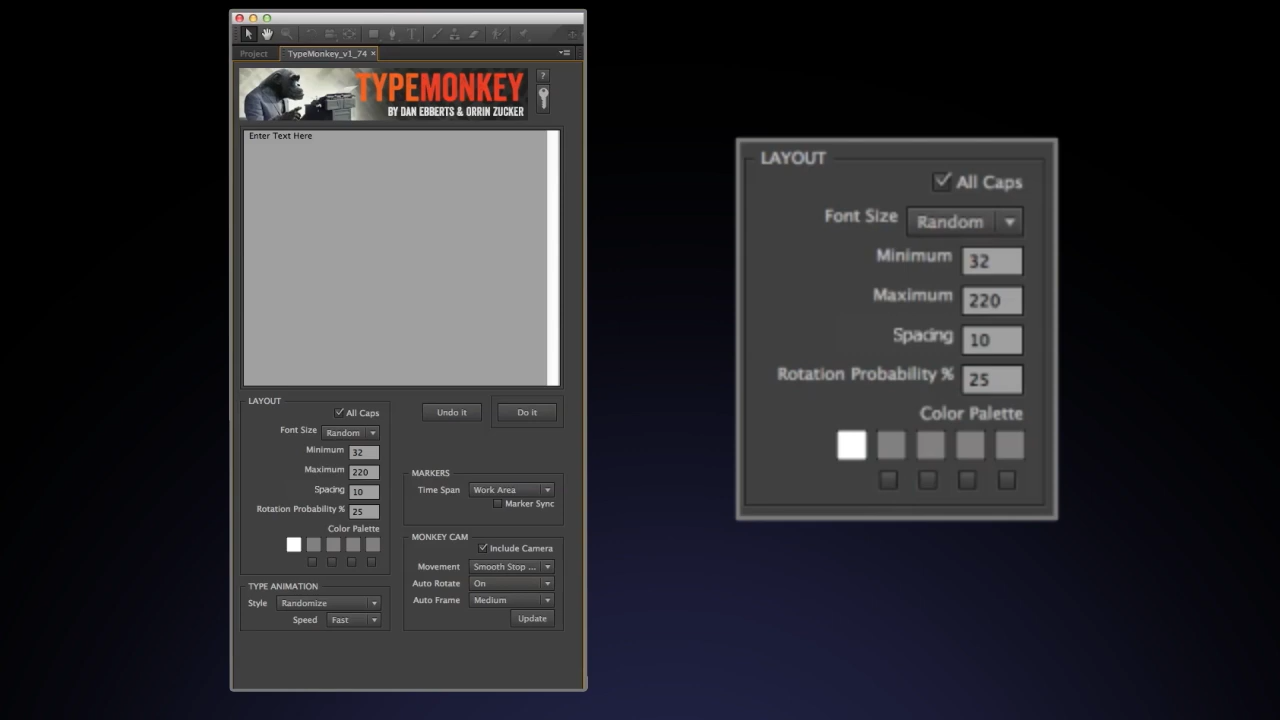 Project
TypeMonkey_v1_74 ×
TYPEMONKEY
BY DAN EBBERTS & ORRIN ZUCKER
?
Enter Text Here
LAYOUT
All Caps
Font Size Random
Minimum 32
Maximum 220
Spacing 10
Rotation Probability % 25
Color Palette
TYPE ANIMATION
Style Randomize
Speed Fast
Undo it
Do it
MARKERS
Time Span Work Area
Marker Sync
MONKEY CAM
Include Camera
Movement Smooth Stop ...
Auto Rotate On
Auto Frame Medium
Update
LAYOUT
All Caps
Font Size Random
Minimum 32
Maximum 220
Spacing 10
Rotation Probability % 25
Color Palette